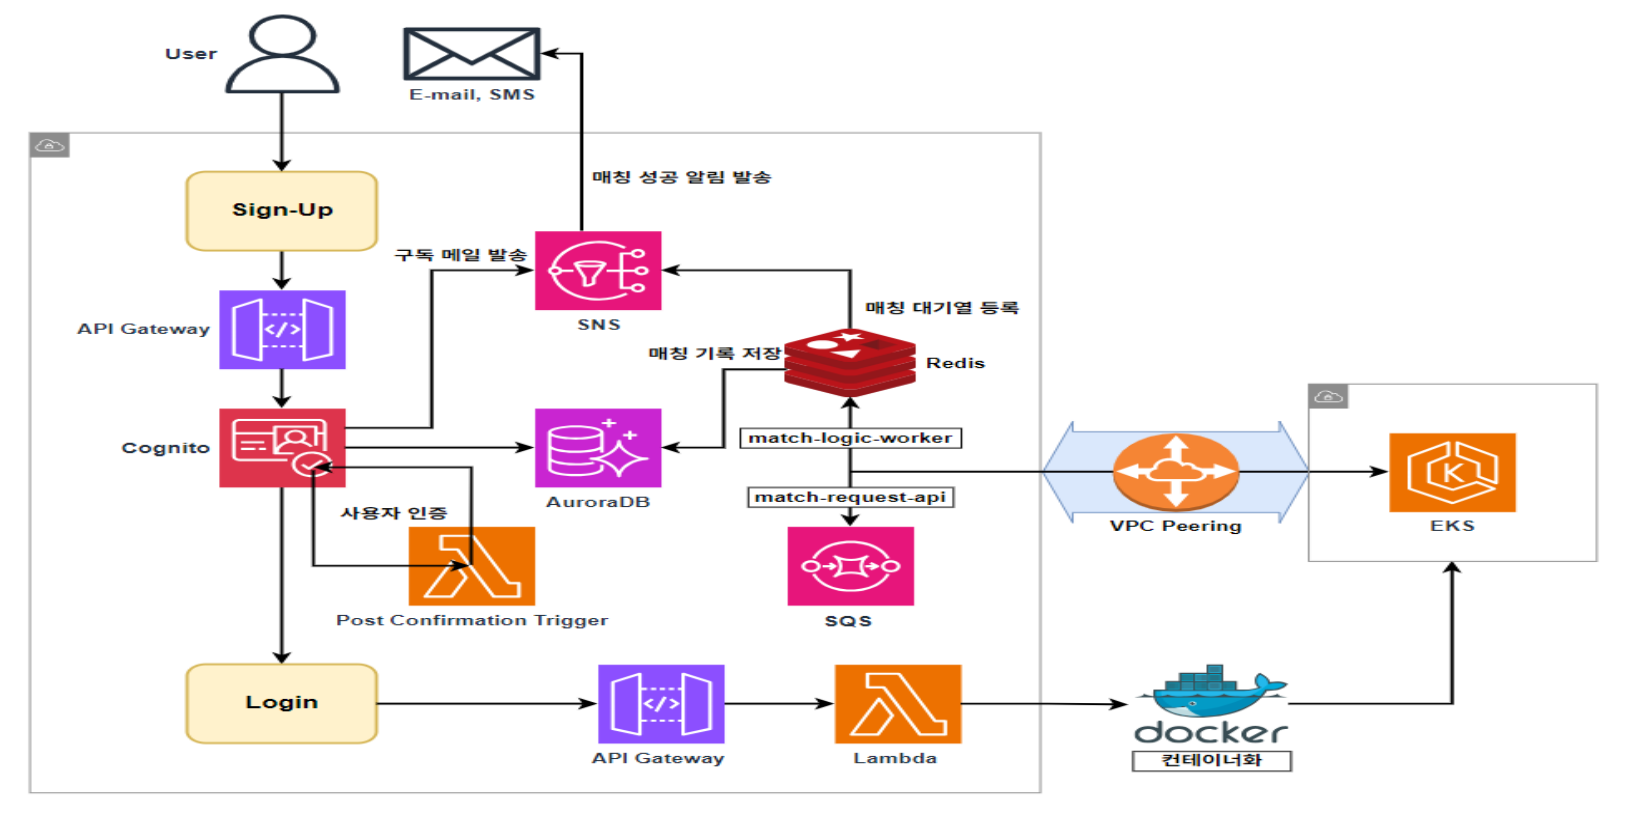 User
E-mail, SMS
매칭 성공 알림 발송
Sign-Up
구독 메일 발송
SNS
매칭 대기열 등록
API Gateway
매칭 기록 저장
Redis
Cognito
match-logic-worker
AuroraDB
match-request-api
사용자 인증
VPC Peering
EKS
Post Confirmation Trigger
SQS
Login
API Gateway
Lambda
docker
컨테이너화